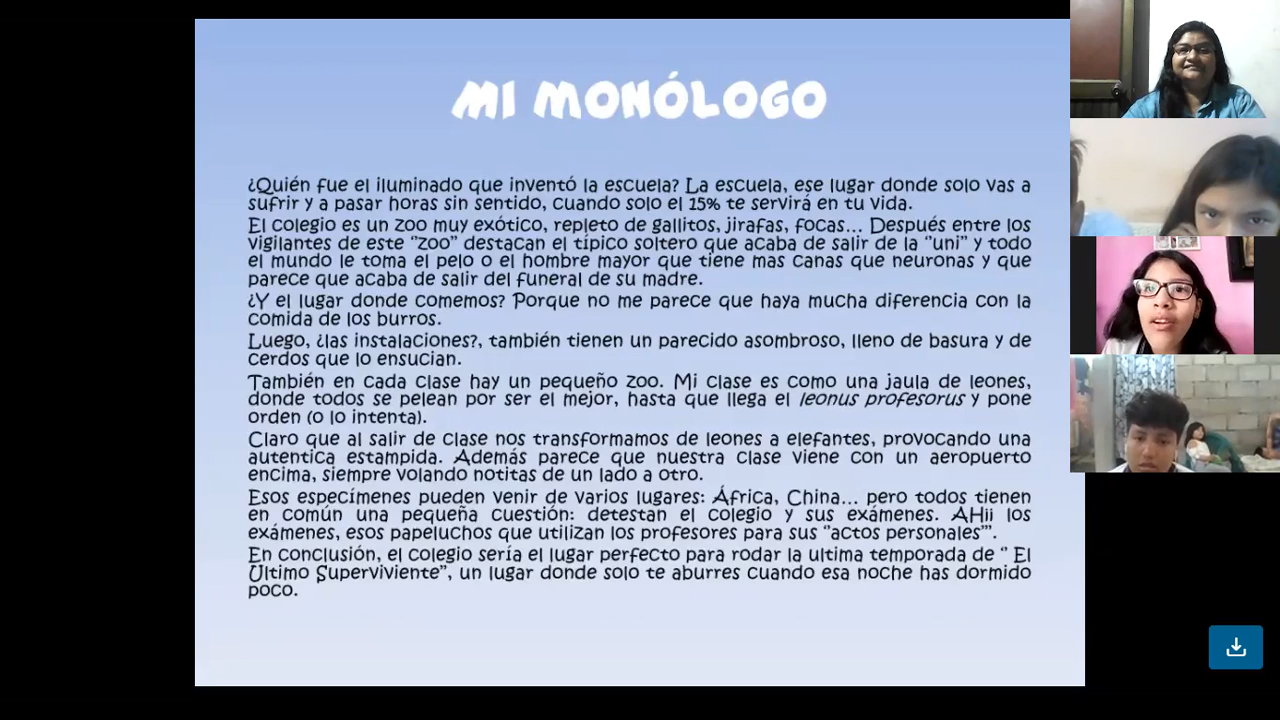 MI MONÓLOGO
¿Quién fue el iluminado que inventó la escuela? La escuela, ese lugar donde solo vas a
sufrir y a pasar horas sin sentido, cuando solo el 15% te servirá en tu vida.
El colegio es un zoo muy exótico, repleto de gallitos, jirafas, focas... Después entre los
vigilantes de este “zoo” destacan el típico soltero que acaba de salir de la “uni” y todo
el mundo le toma el pelo o el hombre mayor que tiene mas canas que neuronas y que
parece que acaba de salir del funeral de su madre.
¿Y el lugar donde comemos? Porque no me parece que haya mucha diferencia con la
comida de los burros.
Luego, ¿las instalaciones?, también tienen un parecido asombroso, lleno de basura y de
cerdos que lo ensucian.
También en cada clase hay un pequeño zoo. Mi clase es como una jaula de leones,
donde todos se pelean por ser el mejor, hasta que llega el leonus profesorus y pone
orden (o lo intenta).
Claro que al salir de clase nos transformamos de leones a elefantes, provocando una
autentica estampida. Además parece que nuestra clase viene con un aeropuerto
encima, siempre volando notitas de un lado a otro.
Esos especímenes pueden venir de varios lugares: África, China... pero todos tienen
en común una pequeña cuestión: detestan el colegio y sus exámenes. AHii los
exámenes, esos papeluchos que utilizan los profesores para sus “actos personales””.
En conclusión, el colegio sería el lugar perfecto para rodar la ultima temporada de “ El
Último Superviviente”, un lugar donde solo te aburres cuando esa noche has dormido
poco.